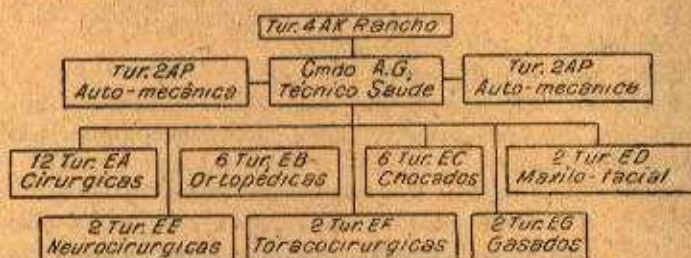 Tur. 4 AK Rancho
Tur. 2AP
Auto-mecânica
Cmdo A.G,
Técnico Saude
Tur. 2AP
Auto-mecânica
12 Tur. EA
Cirurgicas
6 Tur, EB-
Ortopédicas
6 Tur. EC
Chocados
2 Tur ED
Maxilo-facial
2 Tur. EE
Neurocirurgicas
2 Tur. EF
Toracocirurgicas
2 Tur. EG
Gasados